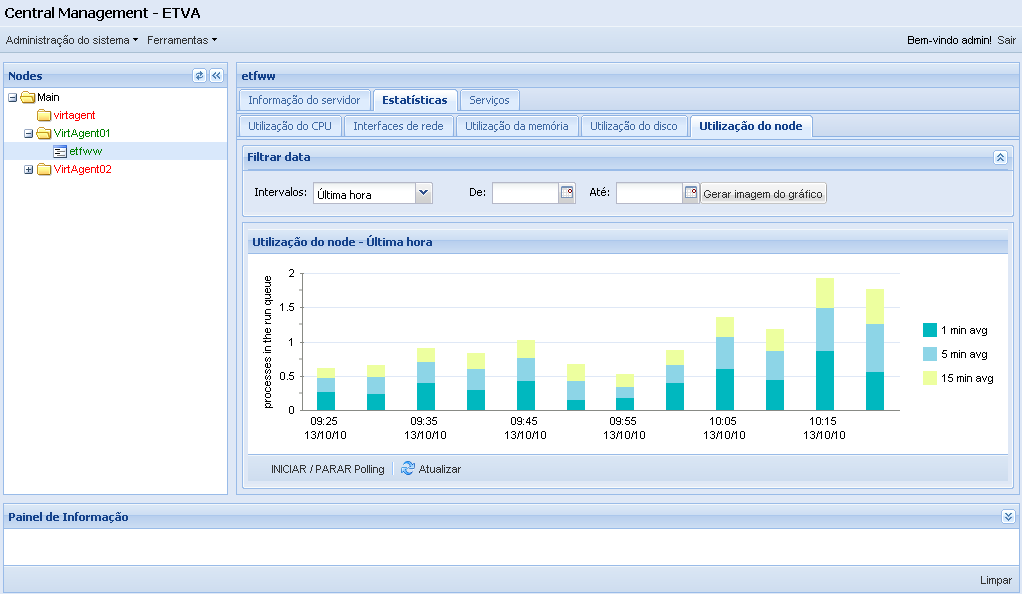 Central Management - ETVA
Administração do sistema Ferramentas Bem-vindo admin! Sair
Nodes
Main
virtagent
VirtAgent01
etfww
VirtAgent02
etfww
Informação do servidor Estatísticas Serviços
Utilização do CPU Interfaces de rede Utilização da memória Utilização do disco Utilização do node
Filtrar data
Intervalos: Última hora De: Até: Gerar imagem do gráfico
Utilização do node - Última hora
processes in the run queue
2
1.5
1
0.5
0
09:25 09:35 09:45 09:55 10:05 10:15
13/10/10 13/10/10 13/10/10 13/10/10 13/10/10 13/10/10
1 min avg
5 min avg
15 min avg
INICIAR / PARAR Polling Atualizar
Painel de Informação
Limpar